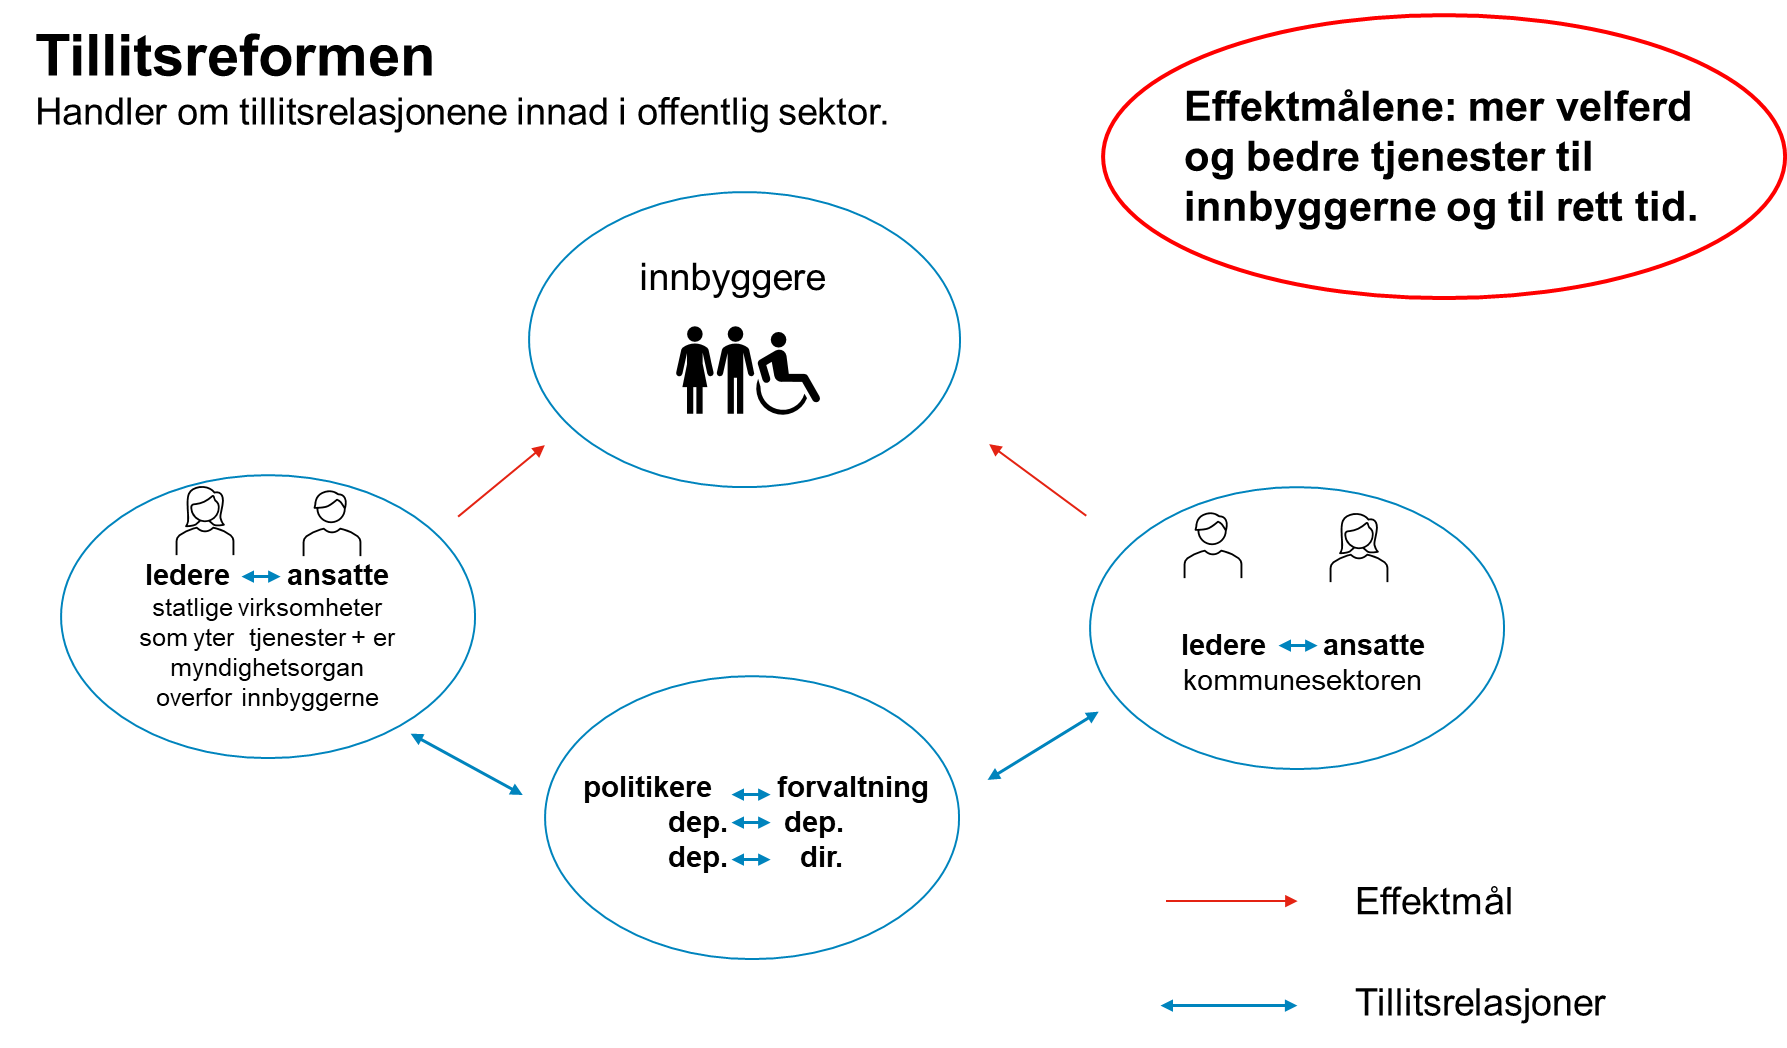 Tillitsreformen
Handler om tillitsrelasjonene innad i offentlig sektor.
Effektmålene: mer velferd
og bedre tjenester til
innbyggerne og til rett tid.
innbyggere
ledere ansatte
statlige virksomheter
som yter tjenester + er
myndighetsorgan
overfor innbyggerne
ledere ansatte
kommunesektoren
politikere forvaltning
dep. dep.
dep. dir.
Effektmål
Tillitsrelasjoner